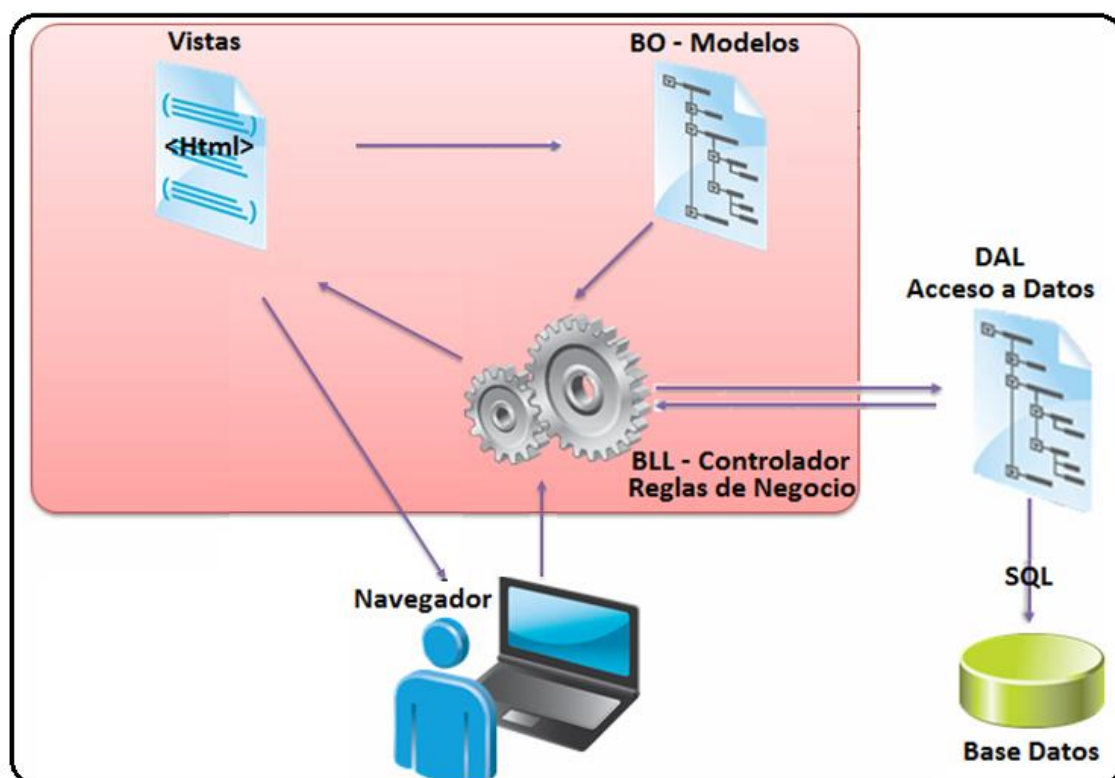 Vistas
<Html>
BO - Modelos
DAL
Acceso a Datos
BLL - Controlador
Reglas de Negocio
Navegador
SQL
Base Datos